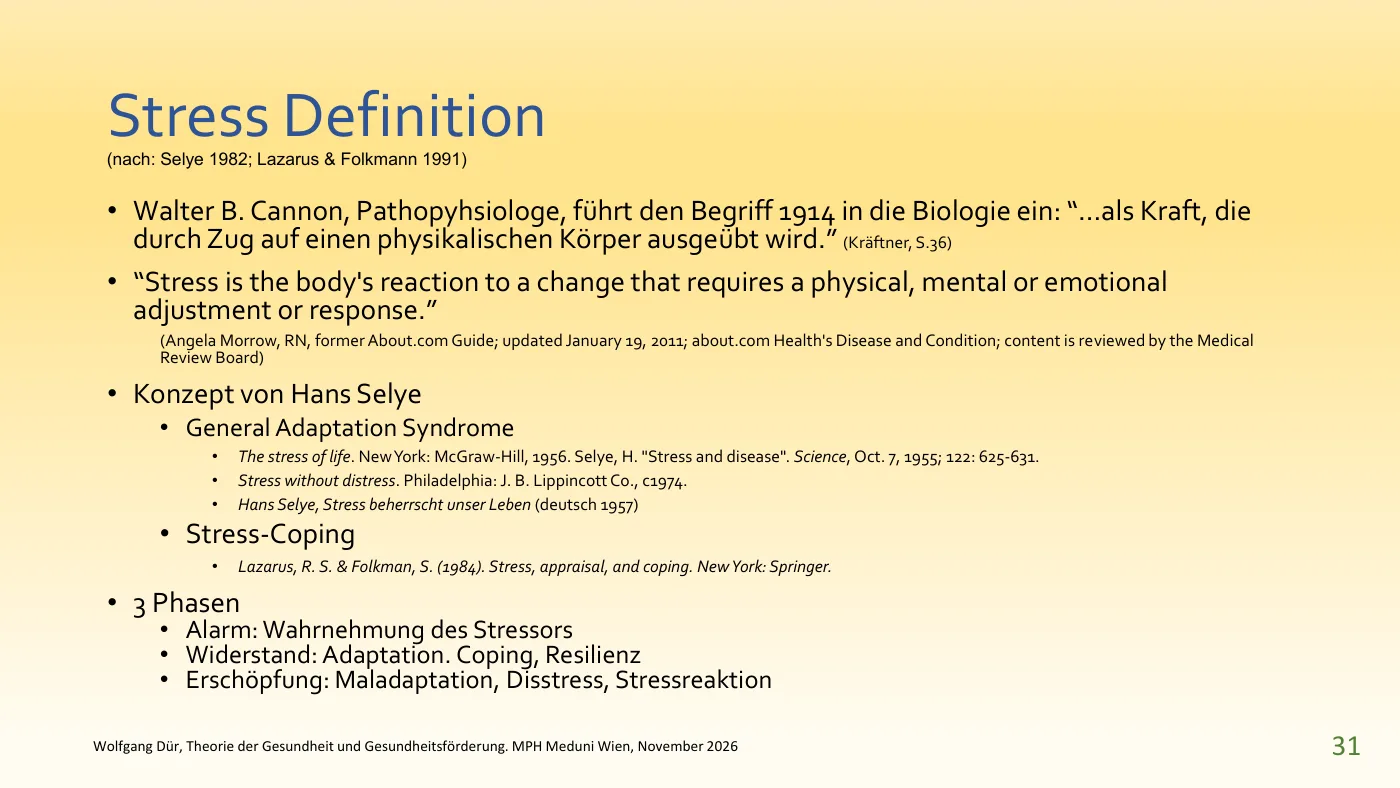 Stress Definition
(nach: Selye 1982; Lazarus & Folkmann 1991)
• Walter B. Cannon, Pathopyhsiologe, führt den Begriff 1914 in die Biologie ein: “…als Kraft, die
durch Zug auf einen physikalischen Körper ausgeübt wird.” (Kräftner, S.36)
• “Stress is the body's reaction to a change that requires a physical, mental or emotional
adjustment or response.”
(Angela Morrow, RN, former About.com Guide; updated January 19, 2011; about.com Health's Disease and Condition; content is reviewed by the Medical
Review Board)
• Konzept von Hans Selye
• General Adaptation Syndrome
• The stress of life. New York: McGraw-Hill, 1956. Selye, H. "Stress and disease". Science, Oct. 7, 1955; 122: 625-631.
• Stress without distress. Philadelphia: J. B. Lippincott Co., c1974.
• Hans Selye, Stress beherrscht unser Leben (deutsch 1957)
• Stress-Coping
• Lazarus, R. S. & Folkman, S. (1984). Stress, appraisal, and coping. New York: Springer.
• 3 Phasen
• Alarm: Wahrnehmung des Stressors
• Widerstand: Adaptation. Coping, Resilienz
• Erschöpfung: Maladaptation, Disstress, Stressreaktion
Wolfgang Dür, Theorie der Gesundheit und Gesundheitsförderung. MPH Meduni Wien, November 2026
31